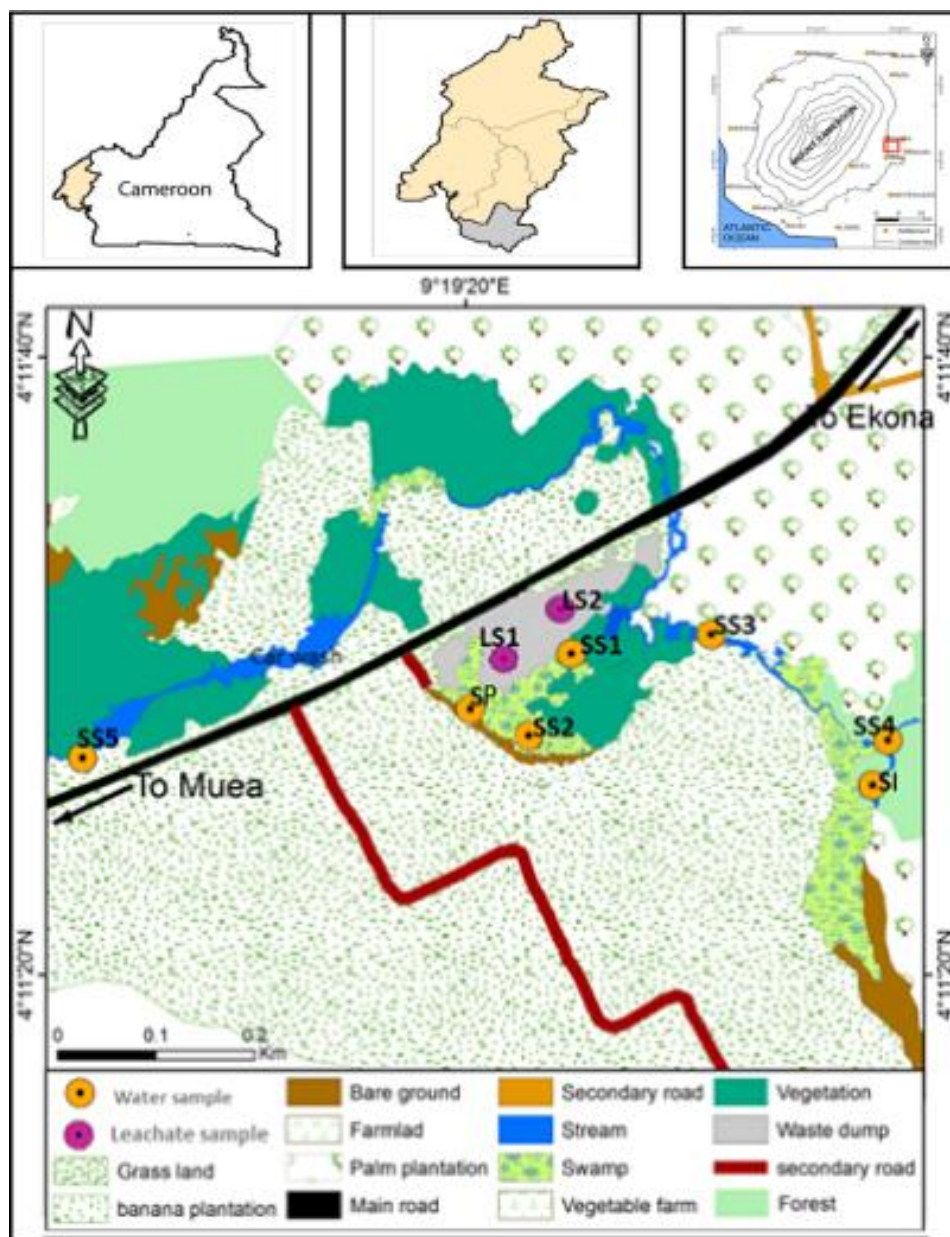 Cameroon
MOUNT CAMEROON
ATLANTIC
OCEAN
9°19'20"E
4°11'40"N
4°11'40"N
N
To Ekona
LS2
LS1
SS1
SS3
Car wash
SP
SS2
SS4
SS5
SI
To Muea
4°11'20"N
4°11'20"N
0 0.1 0.2
Km
Water sample
Bare ground
Secondary road
Vegetation
Leachate sample
Farmlad
Stream
Waste dump
Grass land
Palm plantation
Swamp
secondary road
banana plantation
Main road
Vegetable farm
Forest